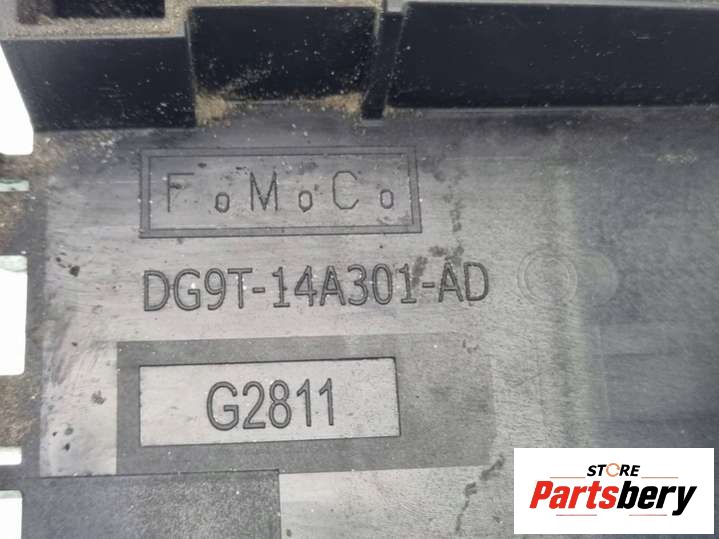 FoMoCo
DG9T-14A301-AD
G2811
STORE
Partsbery